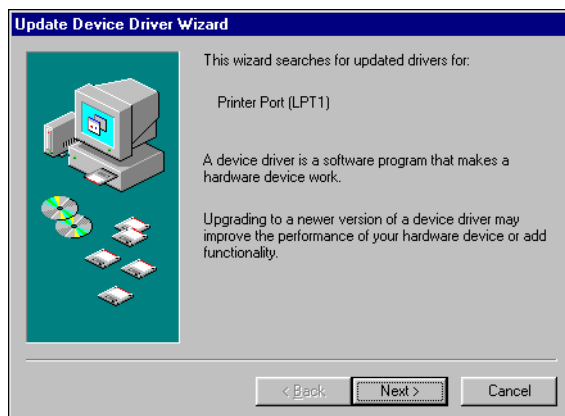 Update Device Driver Wizard
This wizard searches for updated drivers for:
Printer Port (LPT1)
A device driver is a software program that makes a
hardware device work.
Upgrading to a newer version of a device driver may
improve the performance of your hardware device or add
functionality.
< Back
Next >
Cancel